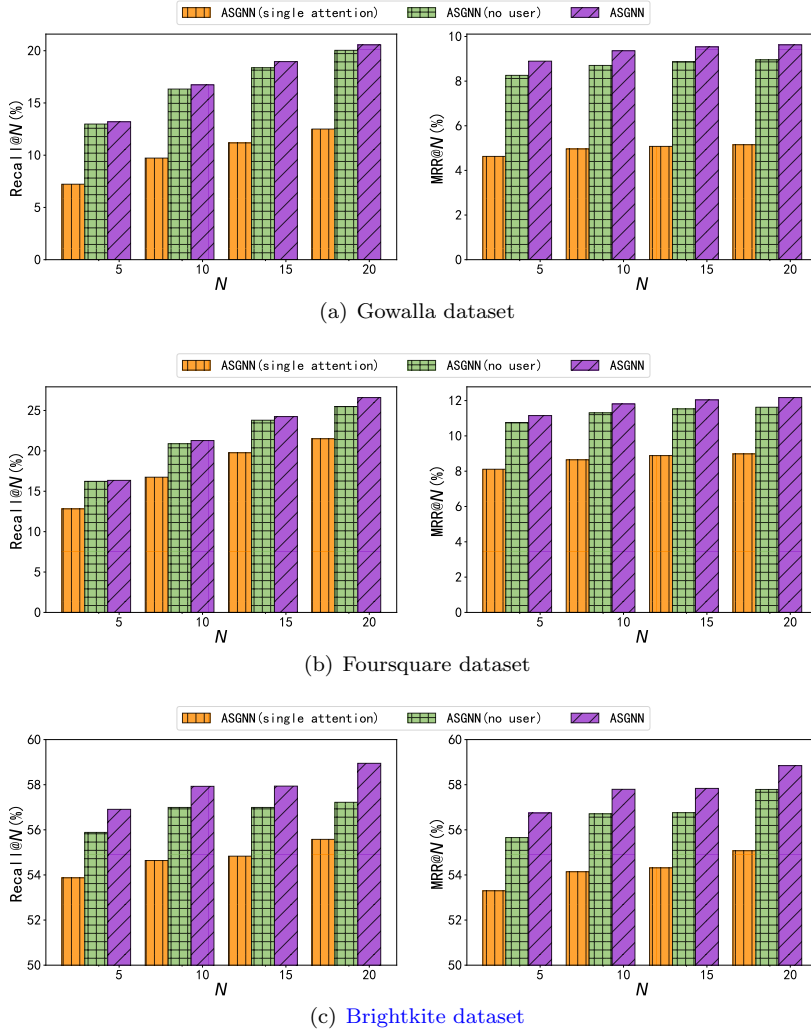 ASGNN(single attention) ASGNN(no user) ASGNN
Recall@N(%)
20
15
10
5
0
5 10 15 20
N
MRR@N(%)
10
8
6
4
2
0
5 10 15 20
N
(a) Gowalla dataset
ASGNN(single attention) ASGNN(no user) ASGNN
Recall@N(%)
25
20
15
10
5
0
5 10 15 20
N
MRR@N(%)
12
10
8
6
4
2
0
5 10 15 20
N
(b) Foursquare dataset
ASGNN(single attention) ASGNN(no user) ASGNN
Recall@N(%)
60
58
56
54
52
50
5 10 15 20
N
MRR@N(%)
60
58
56
54
52
50
5 10 15 20
N
(c) Brightkite dataset